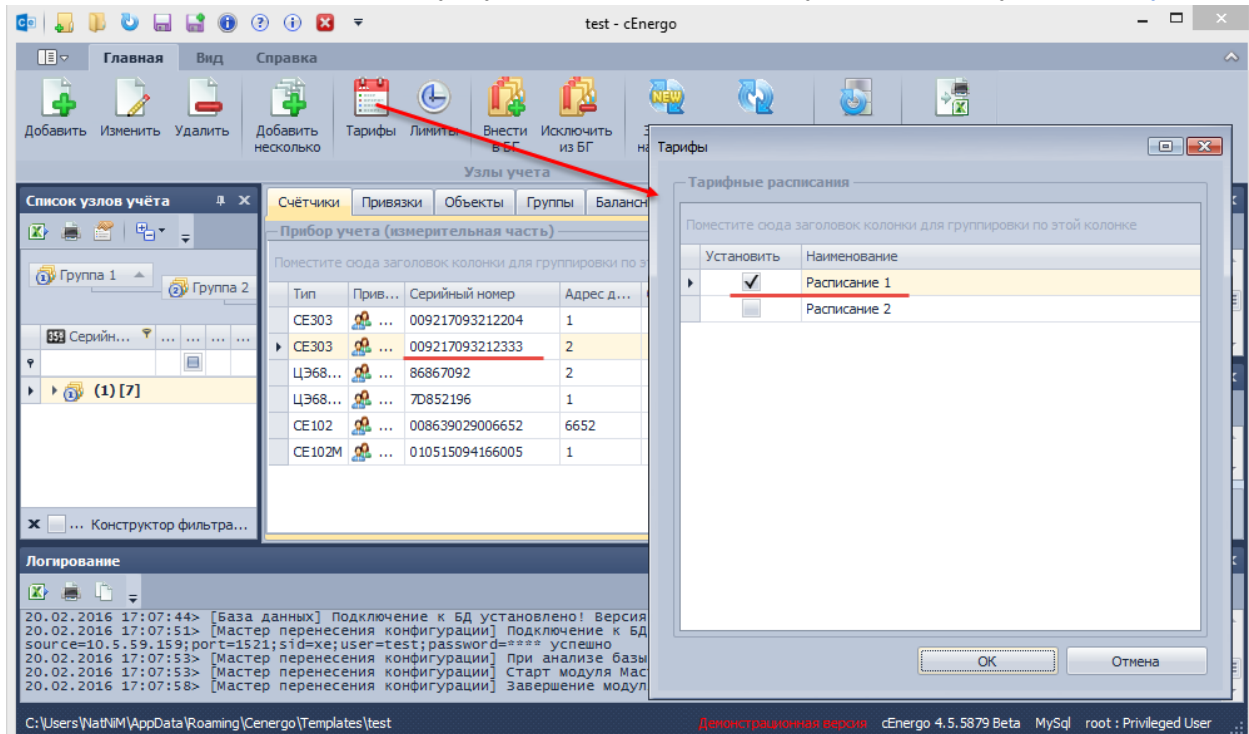 test - cEnergo
Главная Вид Справка
Добавить Изменить Удалить Добавить несколько Тарифы Лимиты Внести в БГ Исключить из БГ
Узлы учета
Список узлов учёта
Группа 1
Группа 2
Серийн... ... ... ... ...
(1) [7]
... Конструктор фильтра...
Счётчики Привязки Объекты Группы
Прибор учета (измерительная часть)
Поместите сюда заголовок колонки для группировки по
Тип Прив... Серийный номер Адрес д...
CE303 ... 009217093212204 1
CE303 ... 009217093212333 2
ЦЭ68... ... 86867092 2
ЦЭ68... ... 7D852196 1
CE102 ... 008639029006652 6652
CE102M ... 010515094166005 1
Тарифы
Тарифные расписания
Поместите сюда заголовок колонки для группировки по этой колонке
Установить Наименование
Расписание 1
Расписание 2
ОК Отмена
Логирование
20.02.2016 17:07:44> [База данных] Подключение к БД установлено! Версия
20.02.2016 17:07:51> [Мастер перенесения конфигурации] Подключение к БД
source=10.5.59.159;port=1521;sid=xe;user=test;password=**** успешно
20.02.2016 17:07:53> [Мастер перенесения конфигурации] При анализе базы
20.02.2016 17:07:53> [Мастер перенесения конфигурации] Старт модуля Мас
20.02.2016 17:07:58> [Мастер перенесения конфигурации] Завершение модул
C:\Users\NatNiM\AppData\Roaming\Cenergo\Templates\test
Демонстрационная версия cEnergo 4.5.5879 Beta MySql root : Privileged User